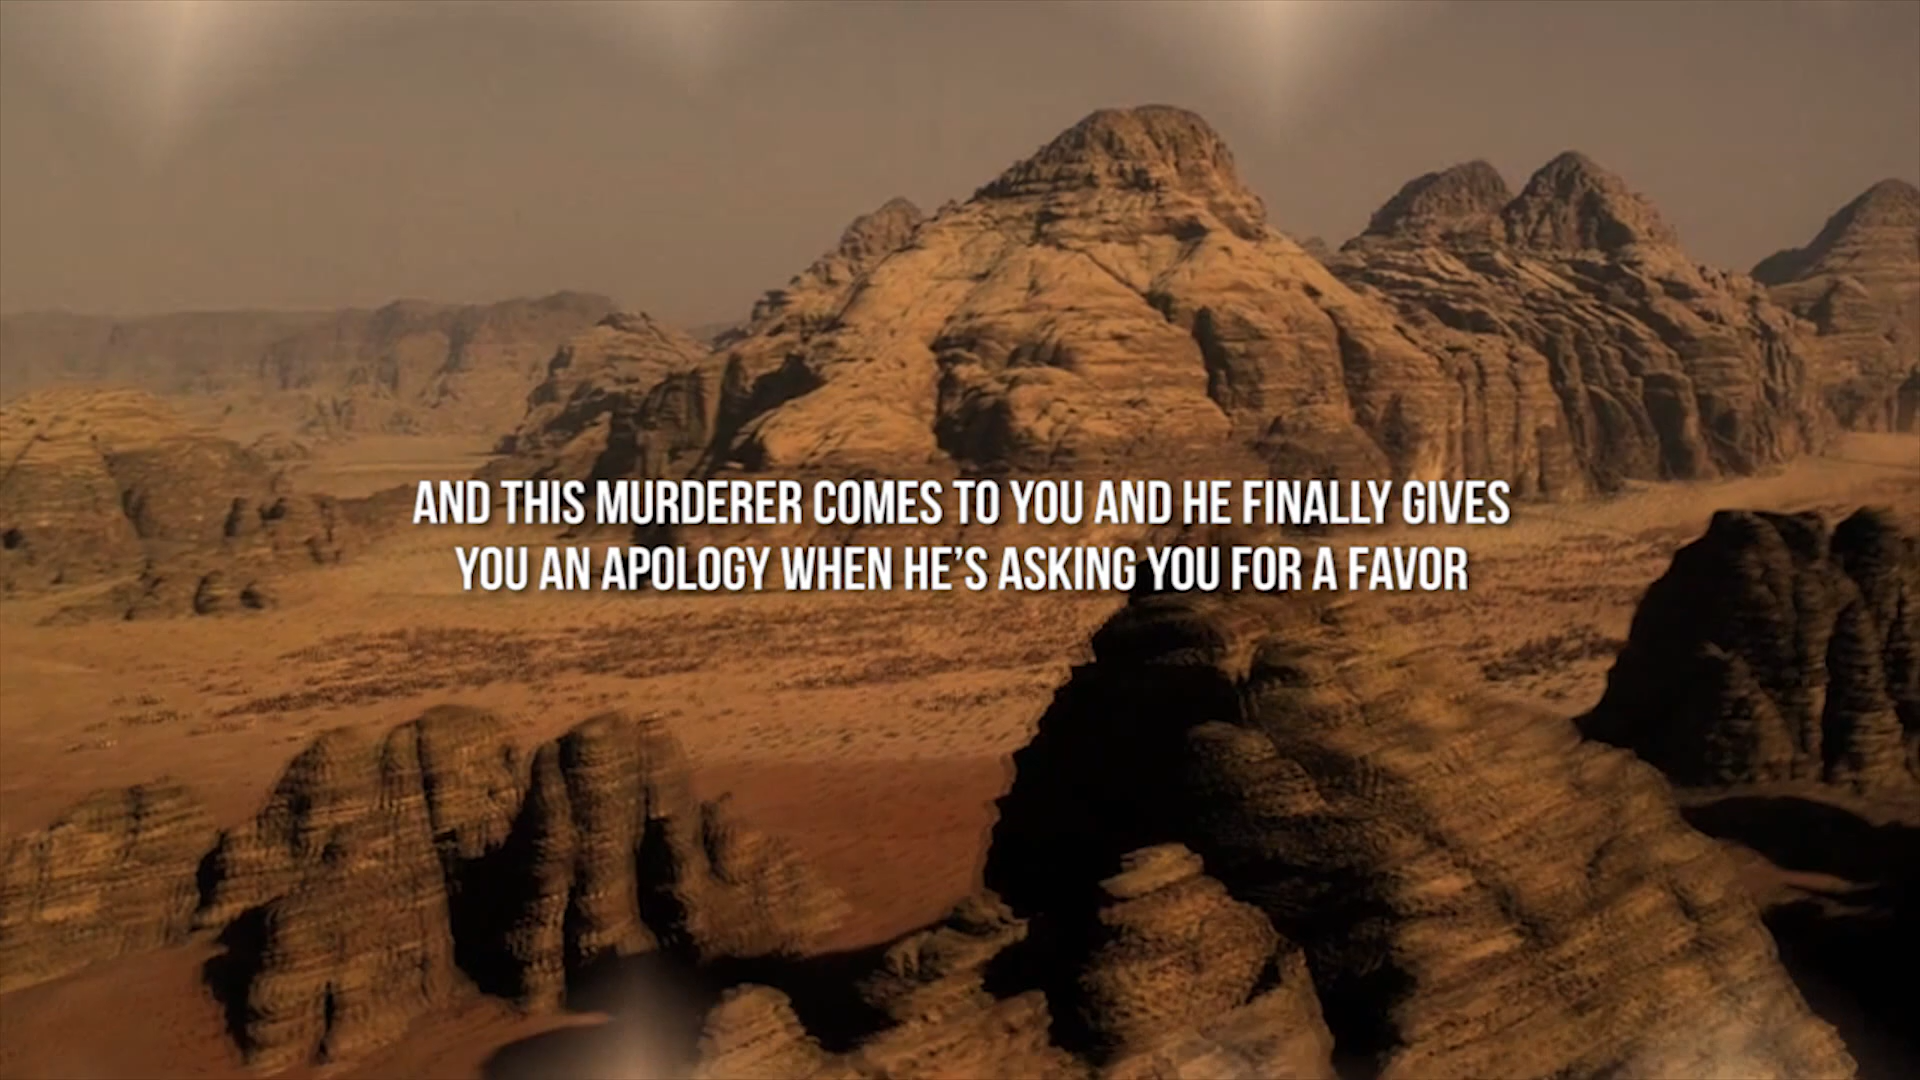 AND THIS MURDERER COMES TO YOU AND HE FINALLY GIVES
YOU AN APOLOGY WHEN HE’S ASKING YOU FOR A FAVOR